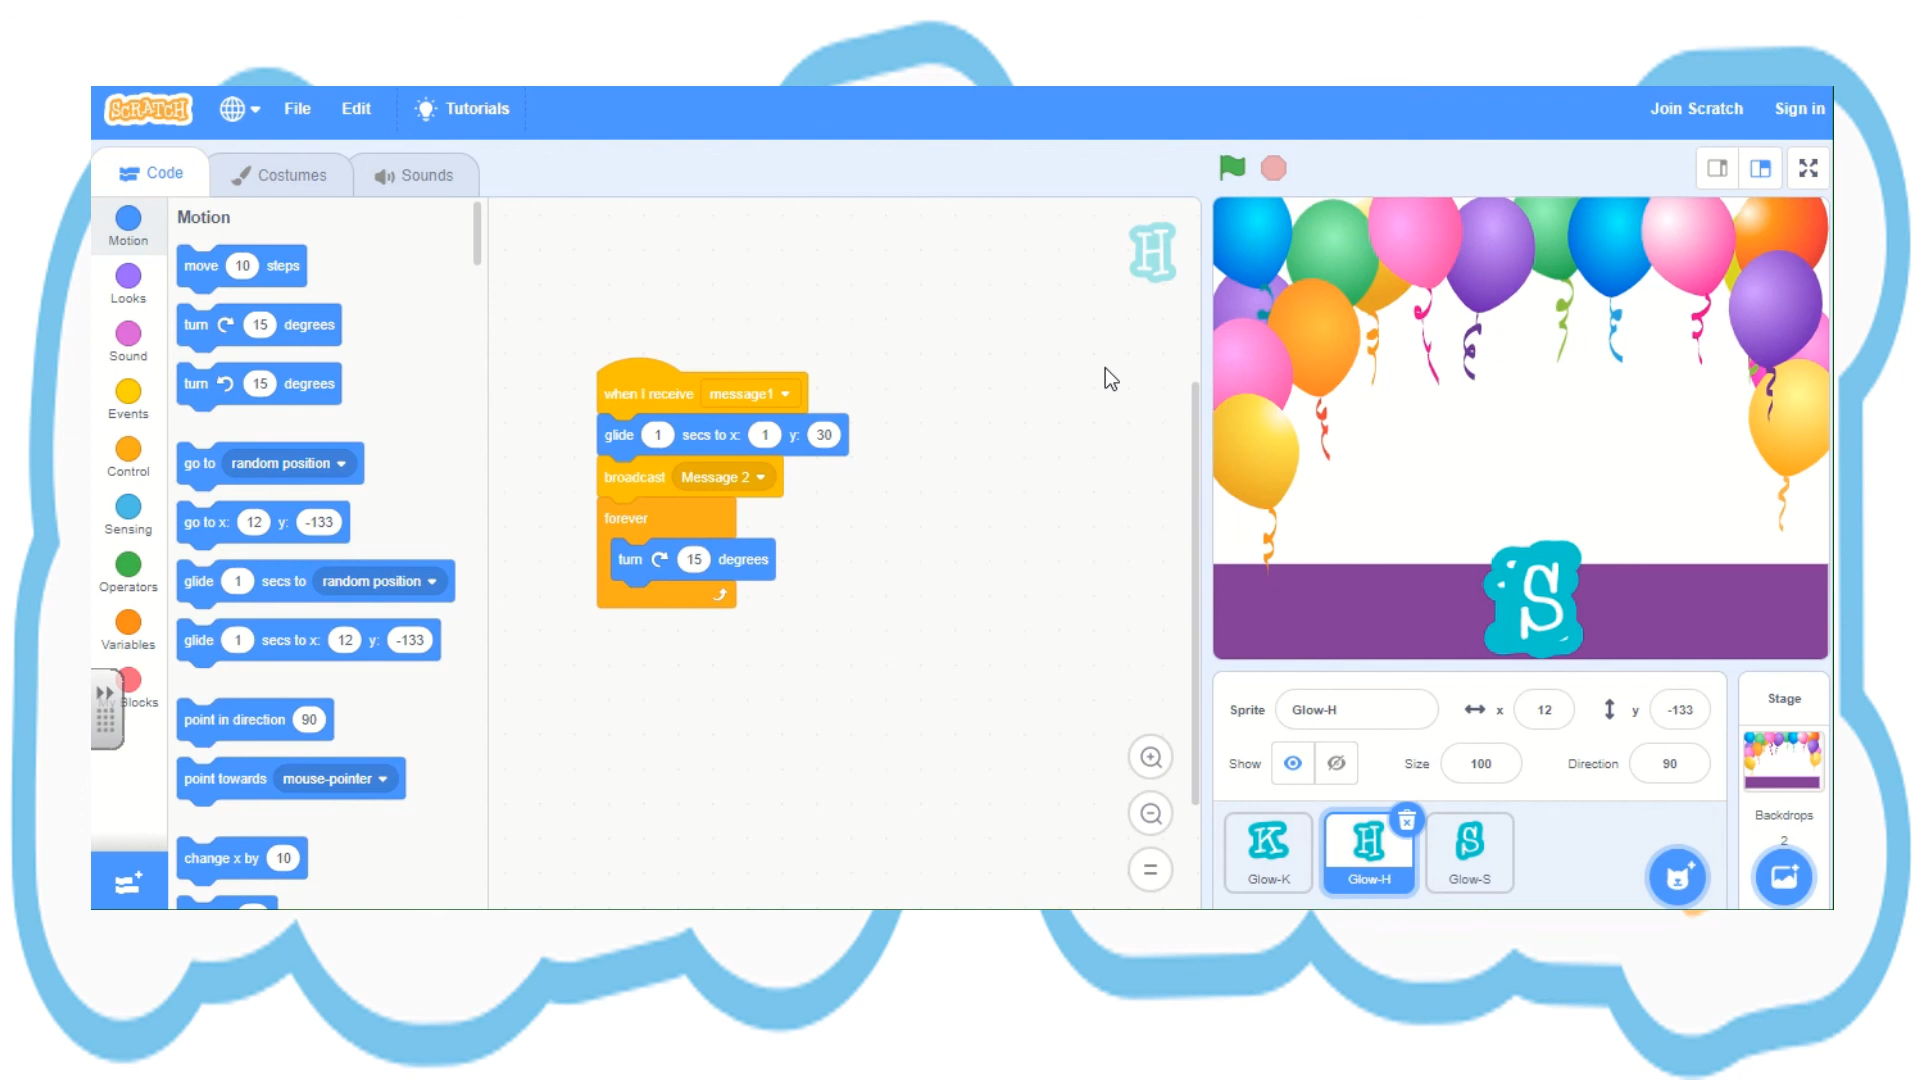 SCRATCH File Edit Tutorials Join Scratch Sign in
Code Costumes Sounds
Motion
Looks
Sound
Events
Control
Sensing
Operators
Variables
Blocks
Motion
move 10 steps
turn 15 degrees
turn 15 degrees
go to random position
go to x: 12 y: -133
glide 1 secs to random position
glide 1 secs to x: 12 y: -133
point in direction 90
point towards mouse-pointer
change x by 10
H
when I receive message1
glide 1 secs to x: 1 y: 30
broadcast Message 2
forever
turn 15 degrees
S
Sprite Glow-H x 12 y -133
Show Size 100 Direction 90
K
Glow-K
H
Glow-H
S
Glow-S
Stage
Backdrops
2